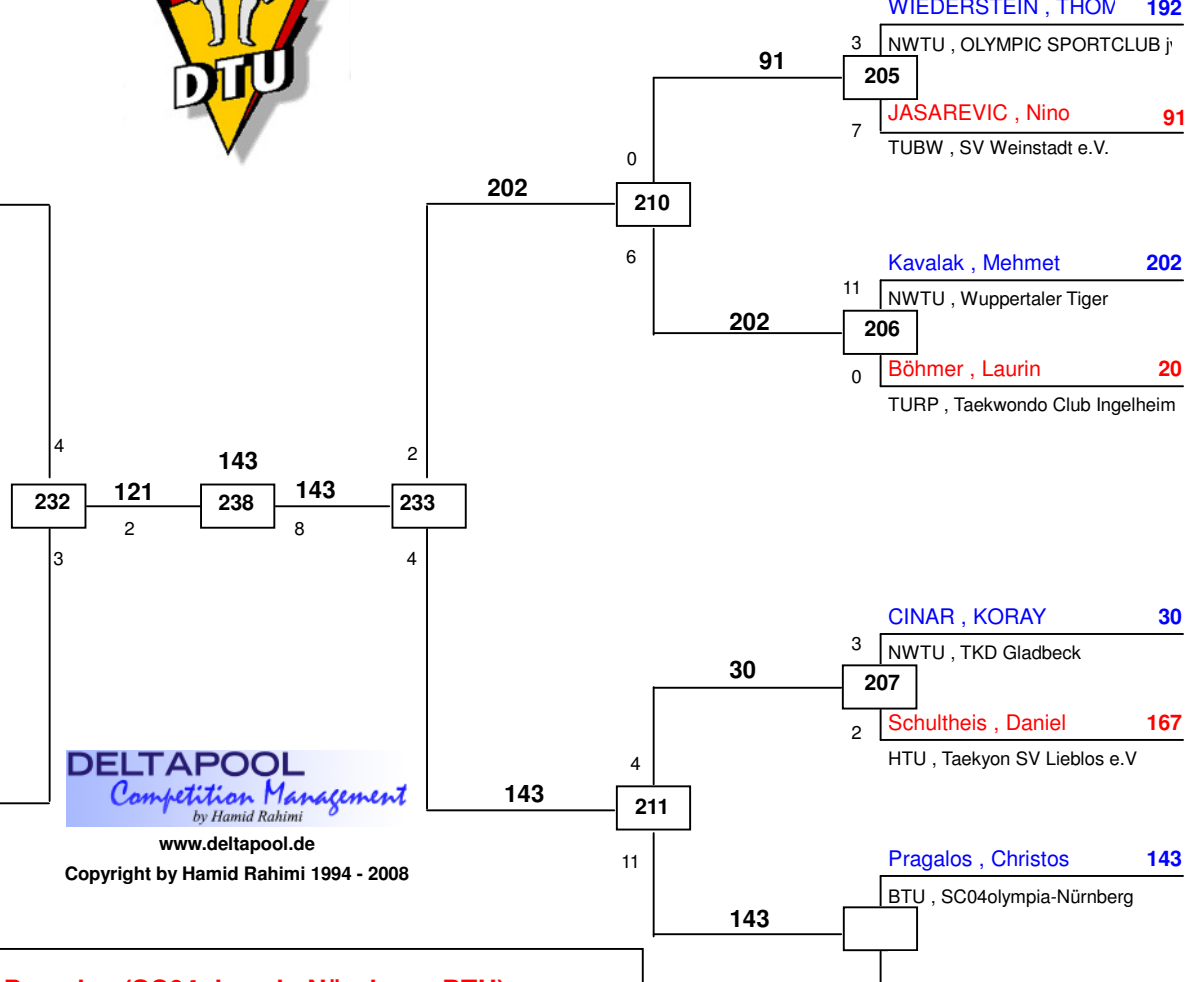 DTU
WIEDERSTEIN , THOM 192
3
NWTU , OLYMPIC SPORTCLUB
91
205
JASAREVIC , Nino 91
7
TUBW , SV Weinstadt e.V.
0
202
210
6
Kavalak , Mehmet 202
11
NWTU , Wuppertaler Tiger
202
206
Böhmer , Laurin 20
0
TURP , Taekwondo Club Ingelheim
4
143
2
232
121
238
143
233
2
8
3
4
CINAR , KORAY 30
3
NWTU , TKD Gladbeck
30
207
Schultheis , Daniel 167
2
HTU , Taekyon SV Lieblos e.V
4
143
211
11
DELTAPOOL
Competition Management
by Hamid Rahimi
www.deltapool.de
Copyright by Hamid Rahimi 1994 - 2008
Pragalos , Christos 143
BTU , SC04olympia-Nürnberg
143